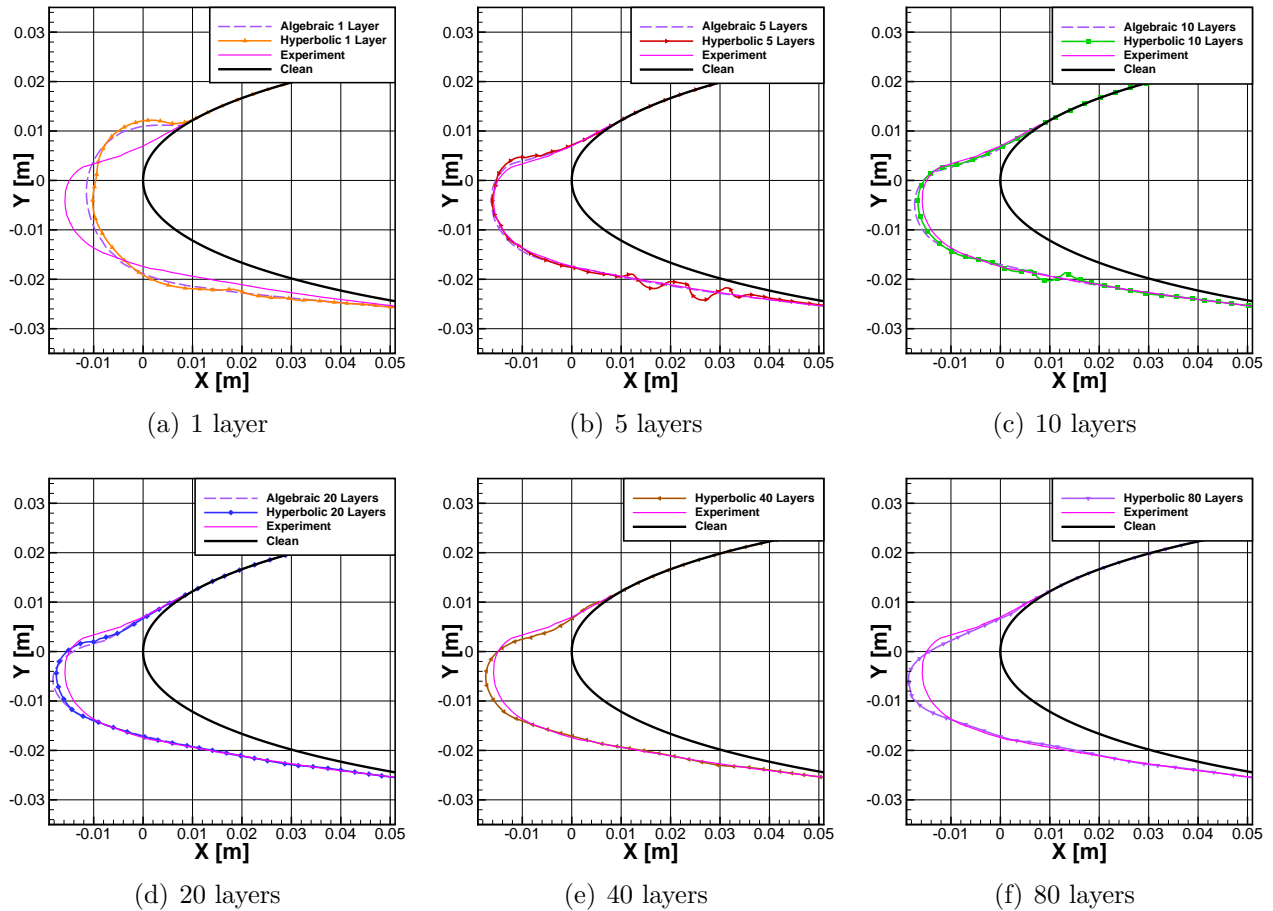 Algebraic 1 Layer
Hyperbolic 1 Layer
Experiment
Clean
Y [m]
0.03
0.02
0.01
0
-0.01
-0.02
-0.03
-0.01 0 0.01 0.02 0.03 0.04 0.05
X [m]
(a) 1 layer
Algebraic 5 Layers
Hyperbolic 5 Layers
Experiment
Clean
Y [m]
0.03
0.02
0.01
0
-0.01
-0.02
-0.03
-0.01 0 0.01 0.02 0.03 0.04 0.05
X [m]
(b) 5 layers
Algebraic 10 Layers
Hyperbolic 10 Layers
Experiment
Clean
Y [m]
0.03
0.02
0.01
0
-0.01
-0.02
-0.03
-0.01 0 0.01 0.02 0.03 0.04 0.05
X [m]
(c) 10 layers
Algebraic 20 Layers
Hyperbolic 20 Layers
Experiment
Clean
Y [m]
0.03
0.02
0.01
0
-0.01
-0.02
-0.03
-0.01 0 0.01 0.02 0.03 0.04 0.05
X [m]
(d) 20 layers
Hyperbolic 40 Layers
Experiment
Clean
Y [m]
0.03
0.02
0.01
0
-0.01
-0.02
-0.03
-0.01 0 0.01 0.02 0.03 0.04 0.05
X [m]
(e) 40 layers
Hyperbolic 80 Layers
Experiment
Clean
Y [m]
0.03
0.02
0.01
0
-0.01
-0.02
-0.03
-0.01 0 0.01 0.02 0.03 0.04 0.05
X [m]
(f) 80 layers